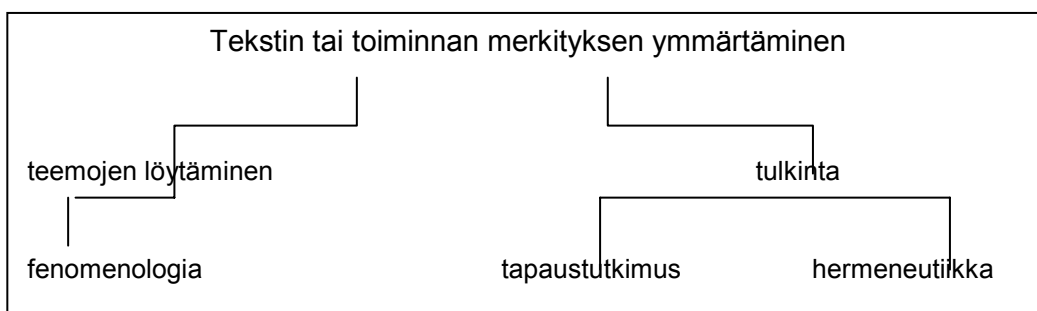 Tekstin tai toiminnan merkityksen ymmärtäminen
teemojen löytäminen tulkinta
fenomenologia tapaustutkimus hermeneutiikka